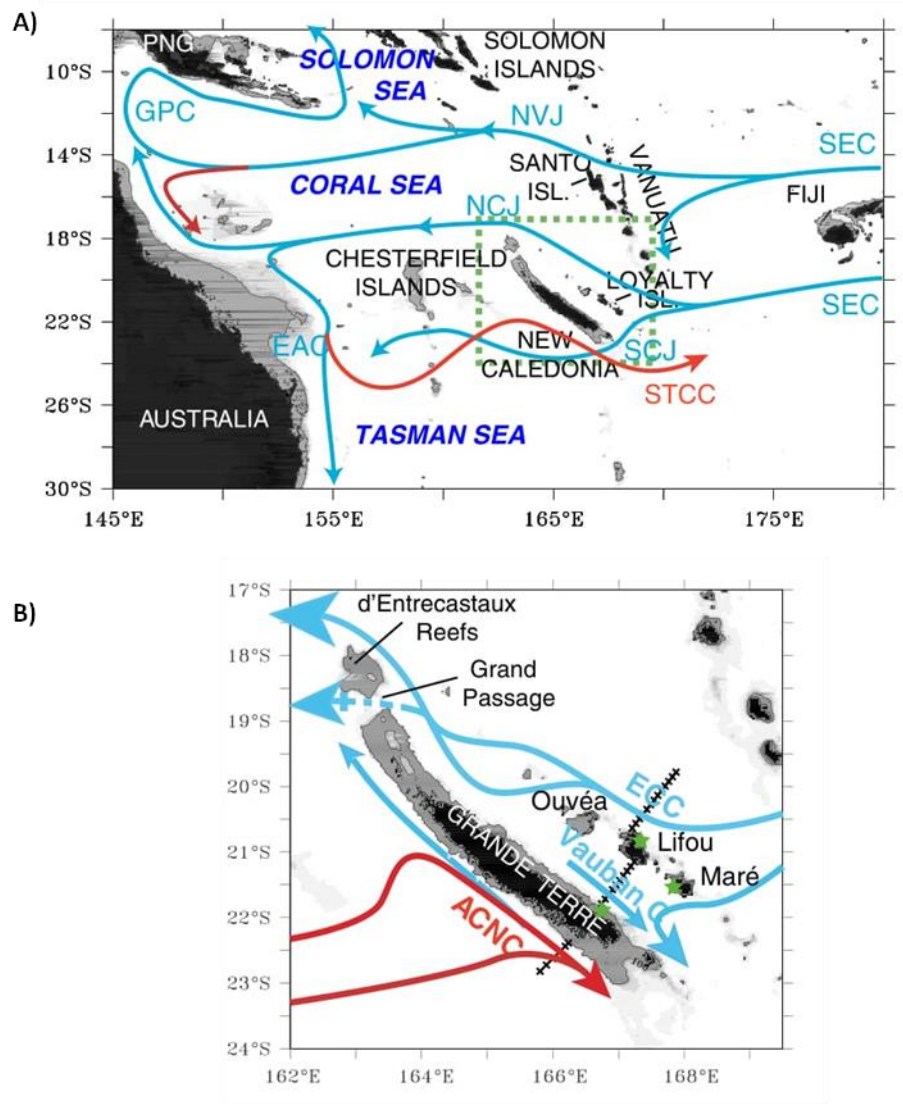 A)
PNG
SOLOMON
SEA
SOLOMON
ISLANDS
GPC
NVJ
SEC
SANTO
ISL.
VANUATU
FIJI
CORAL SEA
NCJ
CHESTERFIELD
ISLANDS
LOYALTY
ISL.
SEC
EAC
NEW
CALEDONIA
SCJ
STCC
AUSTRALIA
TASMAN SEA
10°S
14°S
18°S
22°S
26°S
30°S
145°E
155°E
165°E
175°E
B)
17°S
18°S
19°S
20°S
21°S
22°S
23°S
24°S
d'Entrecastaux
Reefs
Grand
Passage
ECC
Ouvéa
Lifou
Vauban C
Maré
GRANDE TERRE
ACNC
162°E
164°E
166°E
168°E